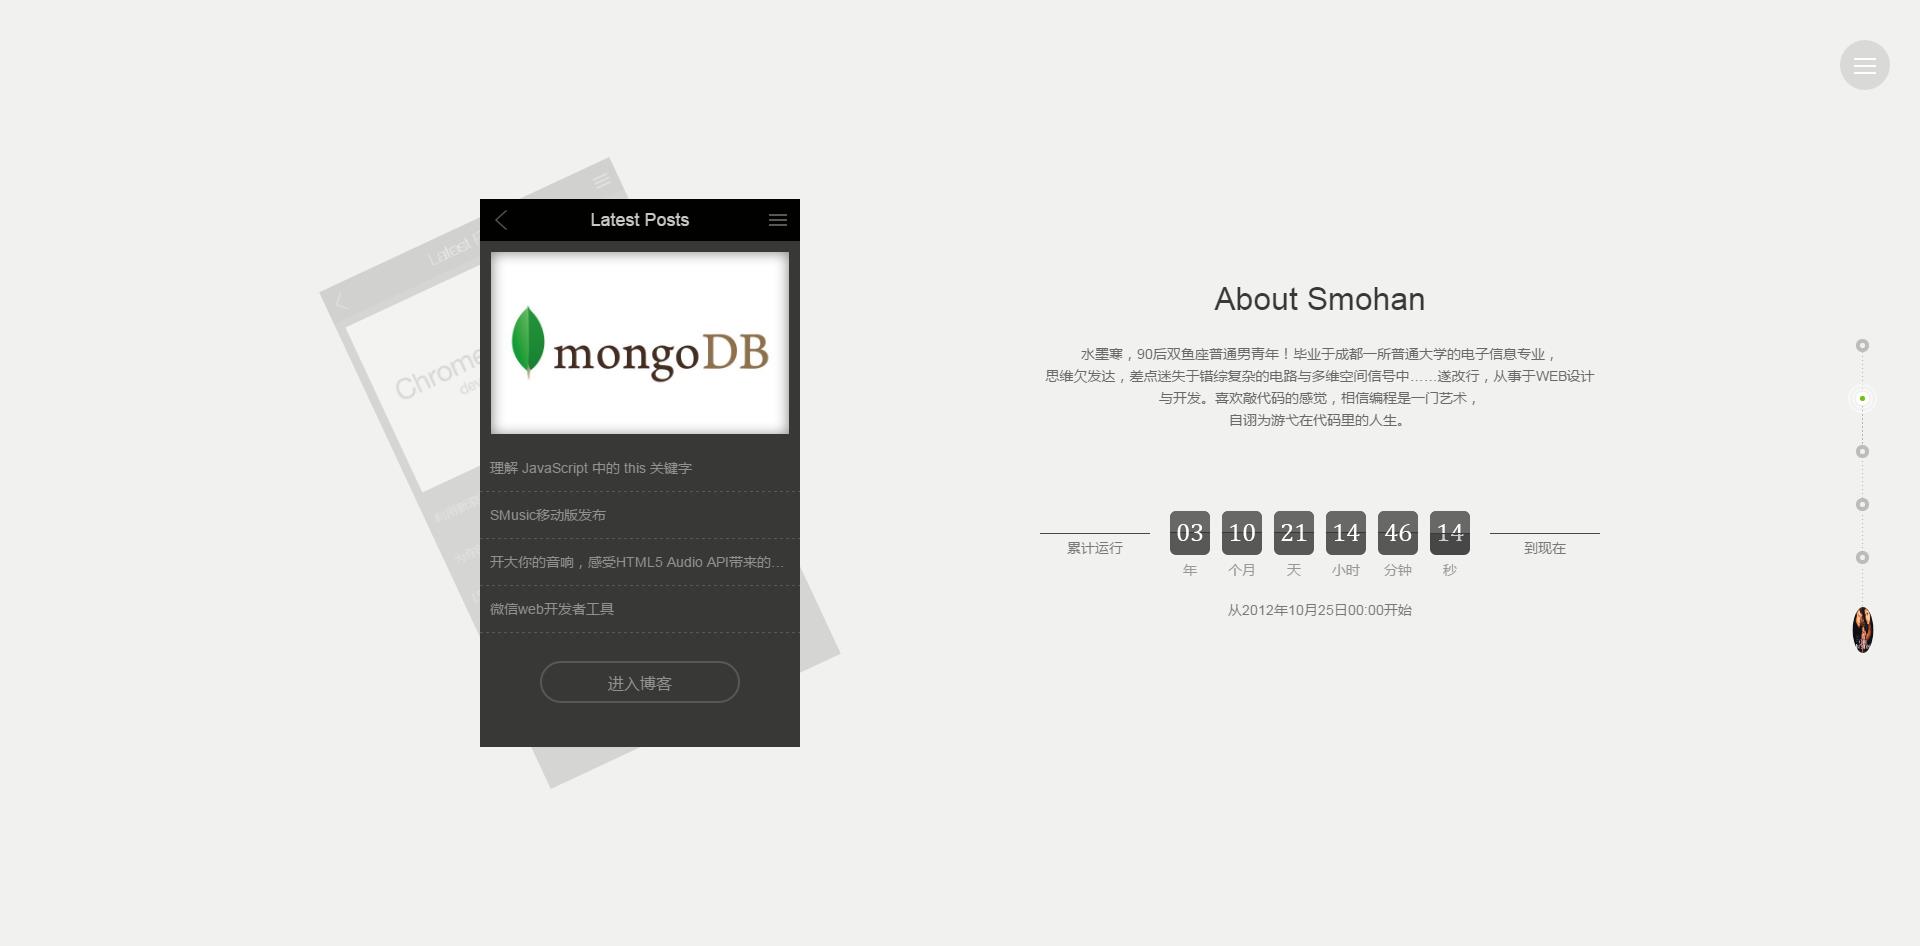 Latest Posts
mongoDB
理解 JavaScript 中的 this 关键字
SMusic移动版发布
开大你的音响，感受HTML5 Audio API带来的...
微信web开发者工具
进入博客
Chrome
About Smohan
水墨寒，90后双鱼座普通男青年！毕业于成都一所普通大学的电子信息专业，
思维欠发达，差点迷失于错综复杂的电路与多维空间信号中……遂改行，从事于WEB设计
与开发。喜欢敲代码的感觉，相信编程是一门艺术，
自诩为游弋在代码里的人生。
03 10 21 14 46 14
累计运行 到现在
年 个月 天 小时 分钟 秒
从2012年10月25日00:00开始